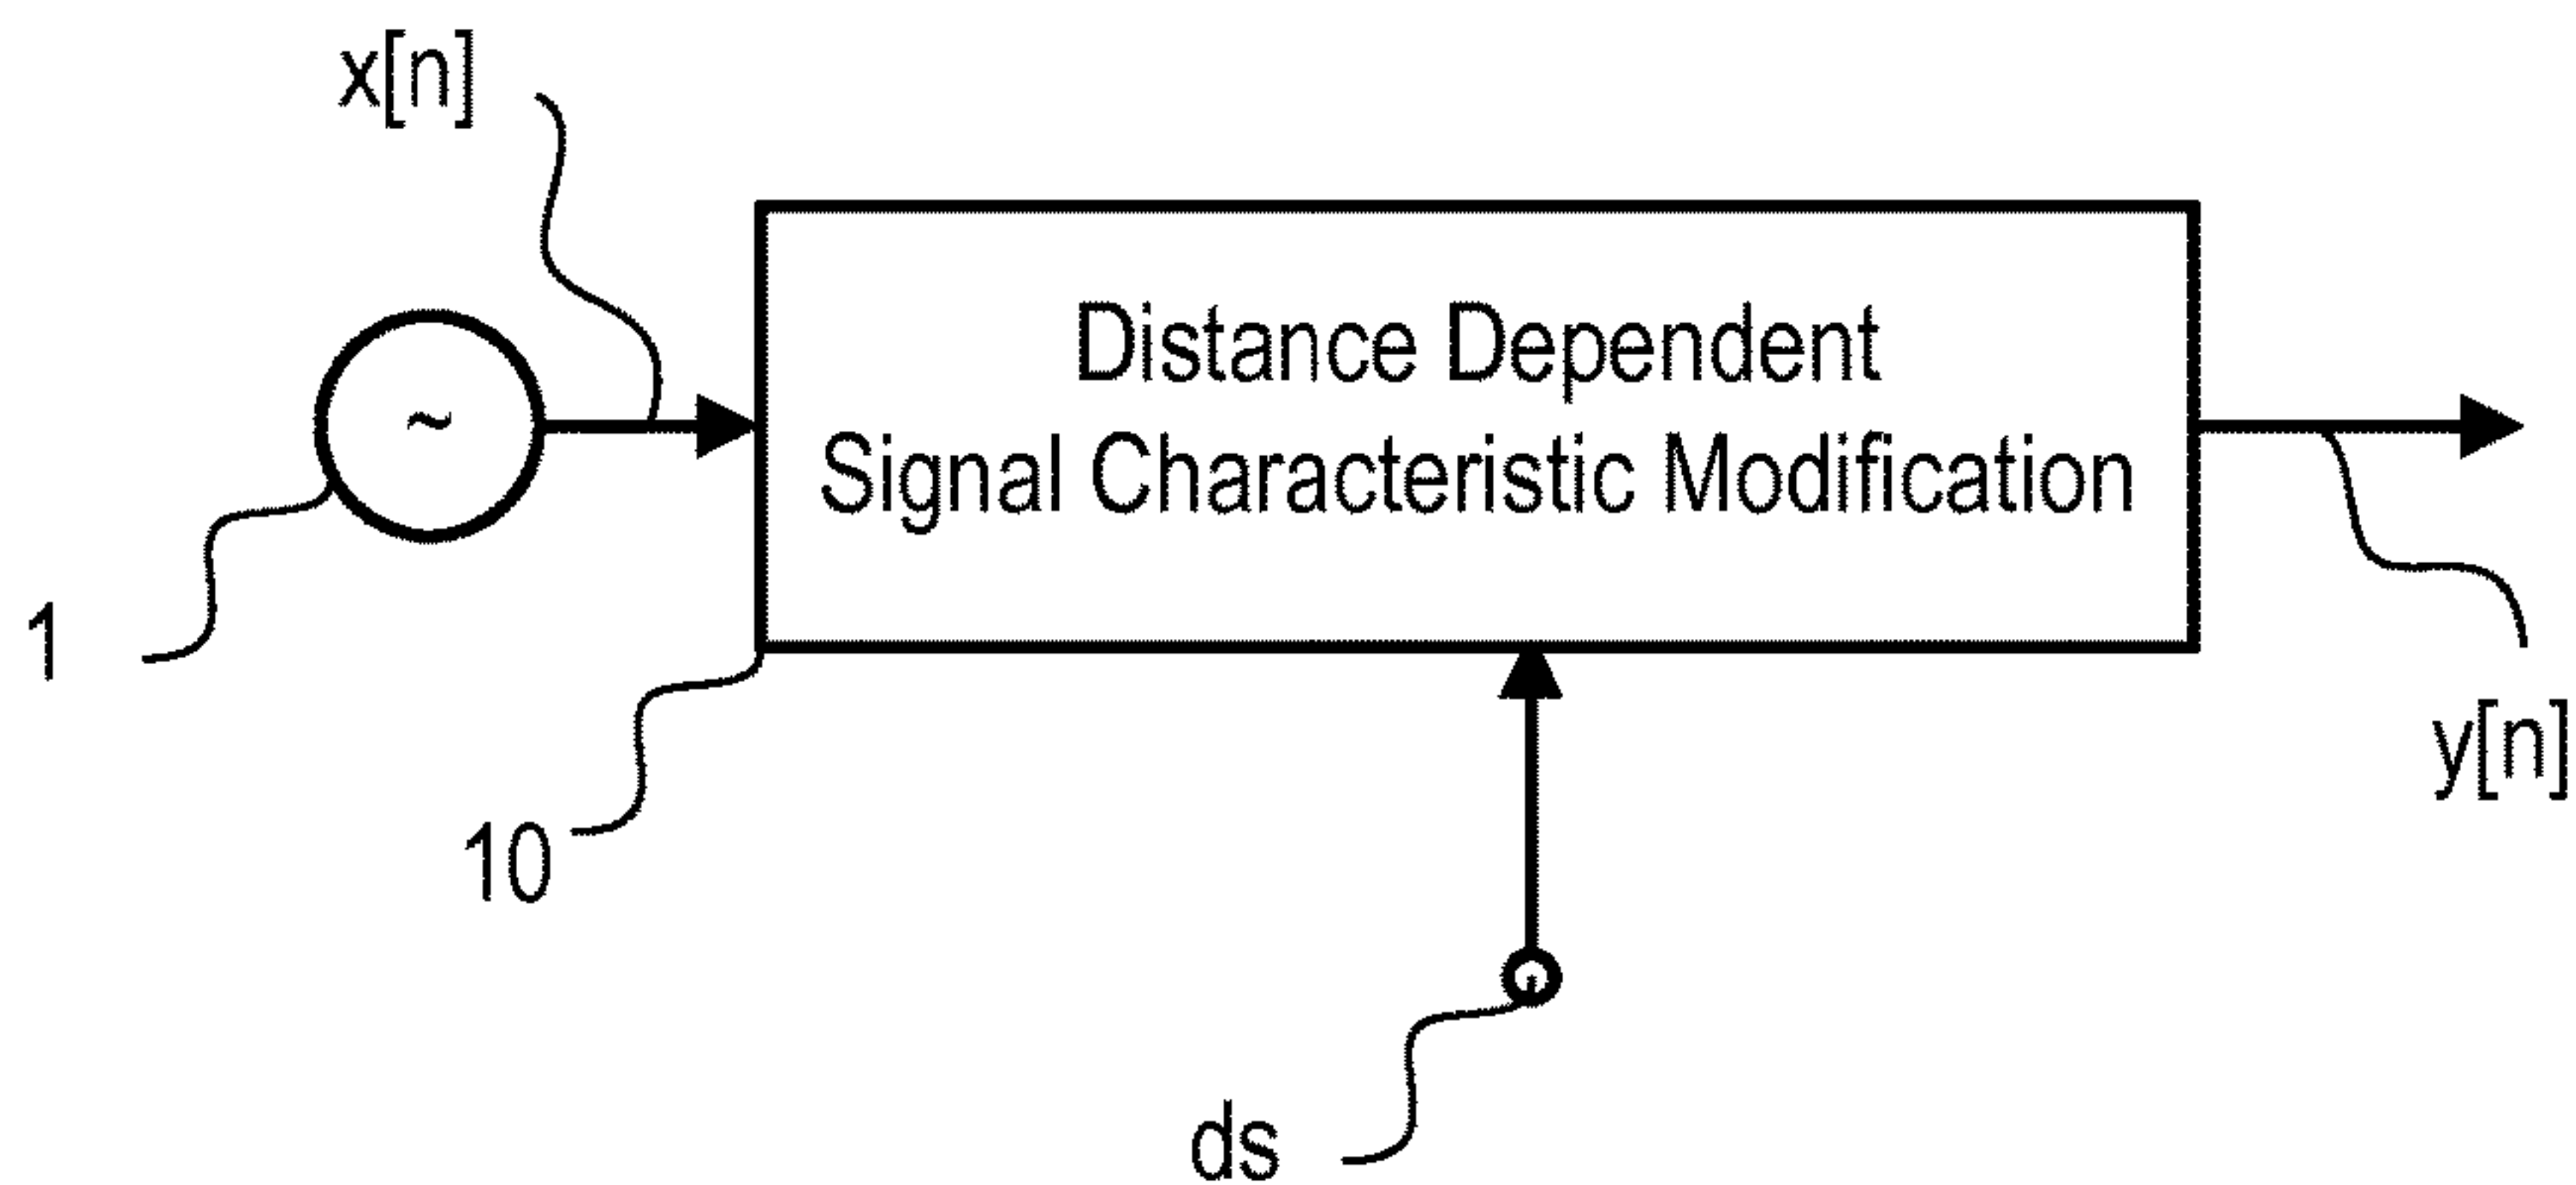 x[n]
~
Distance Dependent
Signal Characteristic Modification
1
y[n]
10
ds